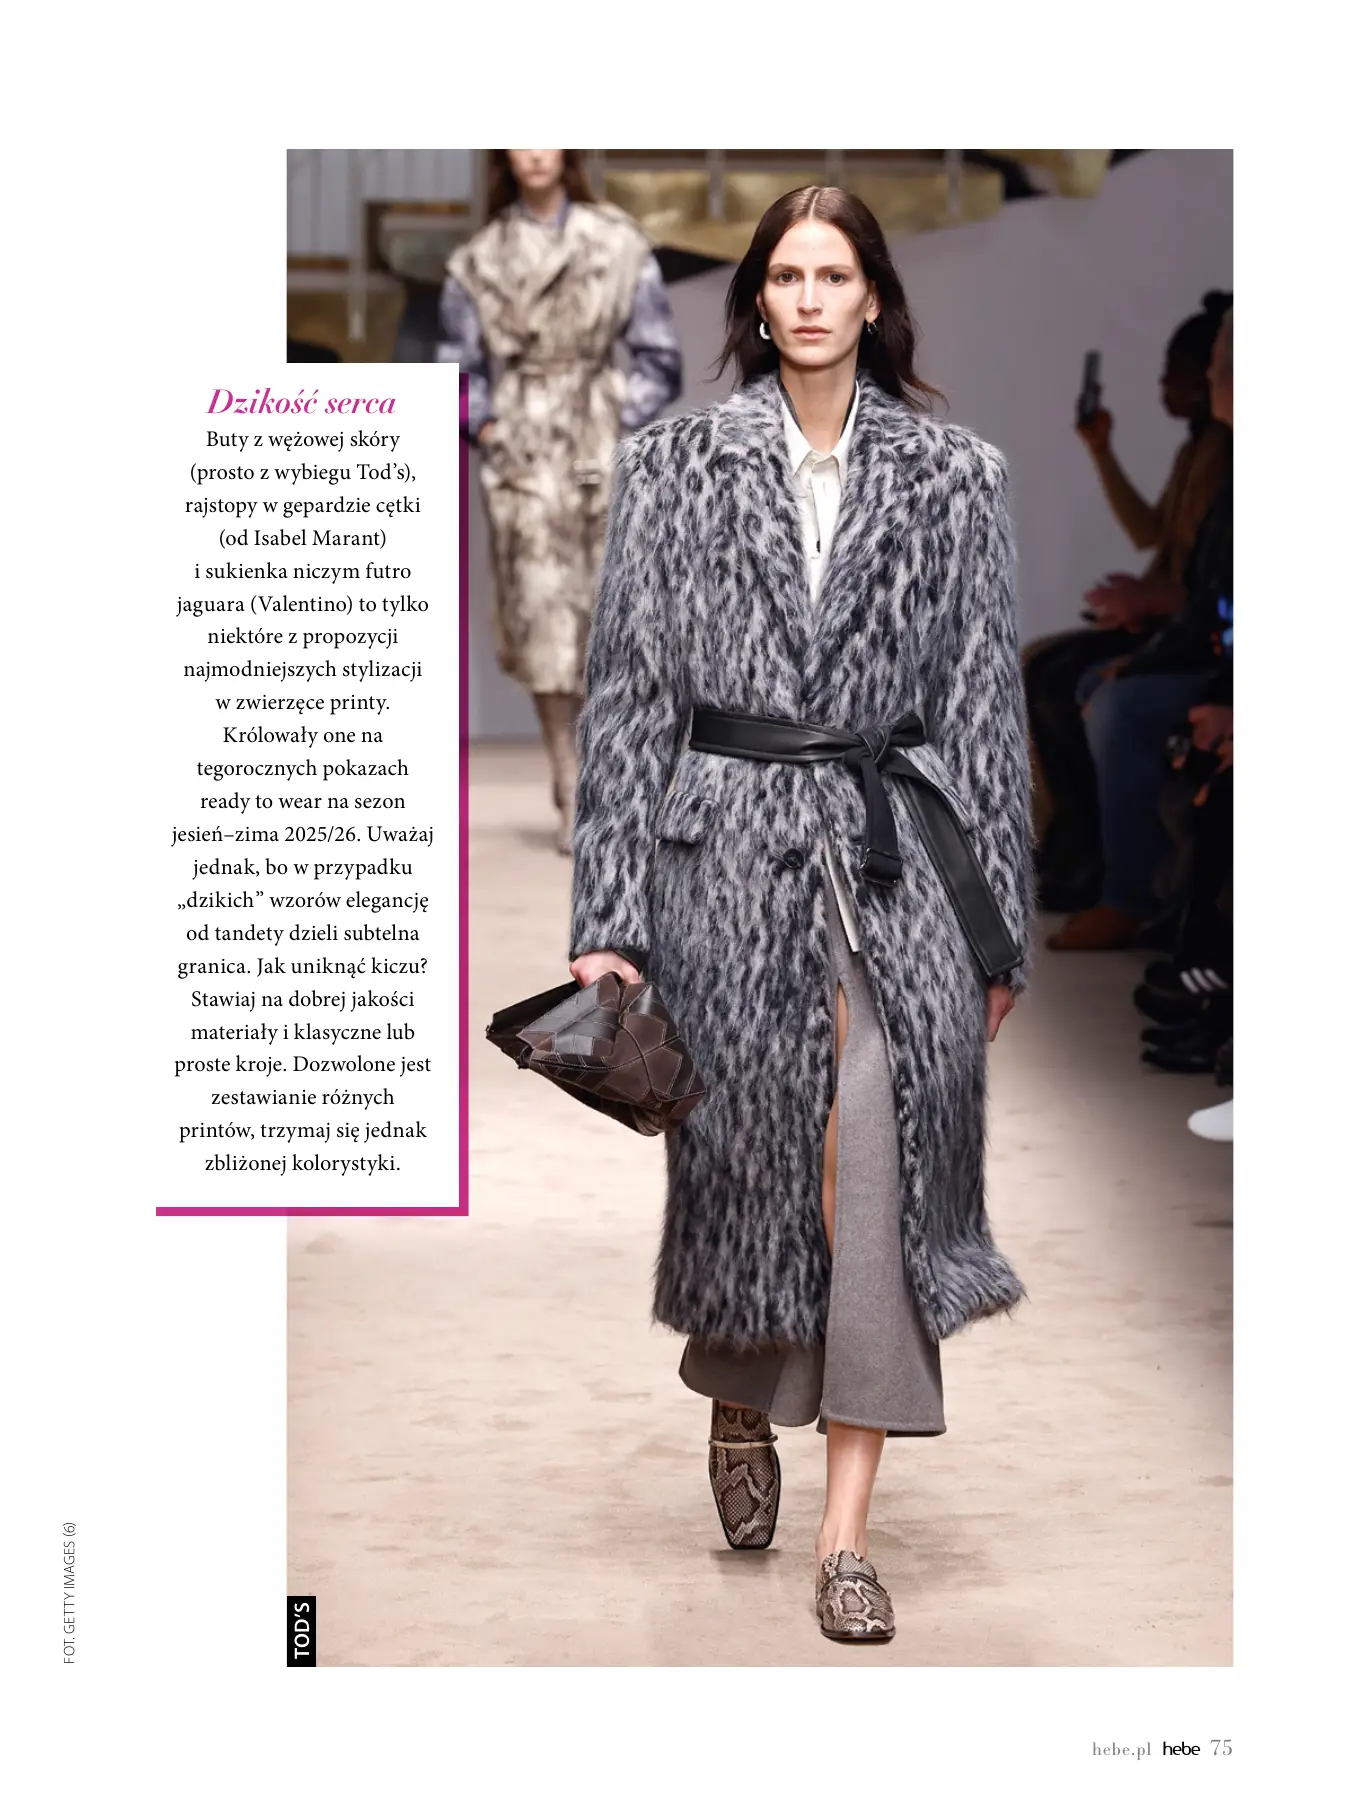 Dzikość serca
Buty z wężowej skóry
(prosto z wybiegu Tod’s),
rajstopy w gepardzie cętki
(od Isabel Marant)
i sukienka niczym futro
jaguara (Valentino) to tylko
niektóre z propozycji
najmodniejszych stylizacji
w zwierzęce printy.
Królowały one na
tegorocznych pokazach
ready to wear na sezon
jesień–zima 2025/26. Uważaj
jednak, bo w przypadku
„dzikich” wzorów elegancję
od tandety dzieli subtelna
granica. Jak uniknąć kiczu?
Stawiaj na dobrej jakości
materiały i klasyczne lub
proste kroje. Dozwolone jest
zestawianie różnych
printów, trzymaj się jednak
zbliżonej kolorystyki.
FOT. GETTY IMAGES (6)
TOD’S
hebe.pl hebe 75